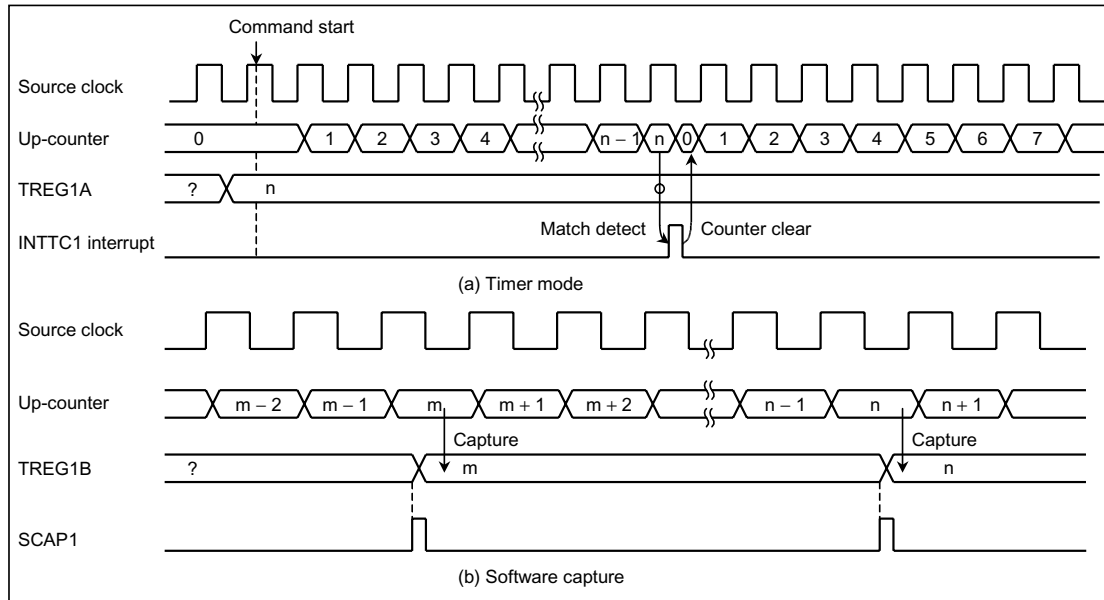 Command start
Source clock
Up-counter 0 1 2 3 4 n − 1 n 0 1 2 3 4 5 6 7
TREG1A ? n
INTTC1 interrupt Match detect Counter clear
(a) Timer mode
Source clock
Up-counter m − 2 m − 1 m m + 1 m + 2 n − 1 n n + 1
Capture Capture
TREG1B ? m n
SCAP1
(b) Software capture